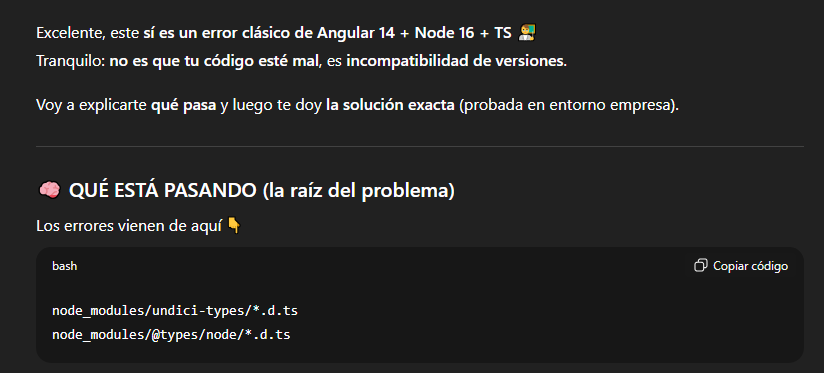 Excelente, este sí es un error clásico de Angular 14 + Node 16 + TS 👨‍🏫
Tranquilo: no es que tu código esté mal, es incompatibilidad de versiones.
Voy a explicarte qué pasa y luego te doy la solución exacta (probada en entorno empresa).
🧠 QUÉ ESTÁ PASANDO (la raíz del problema)
Los errores vienen de aquí 👇
bash
Copiar código
node_modules/undici-types/*.d.ts
node_modules/@types/node/*.d.ts